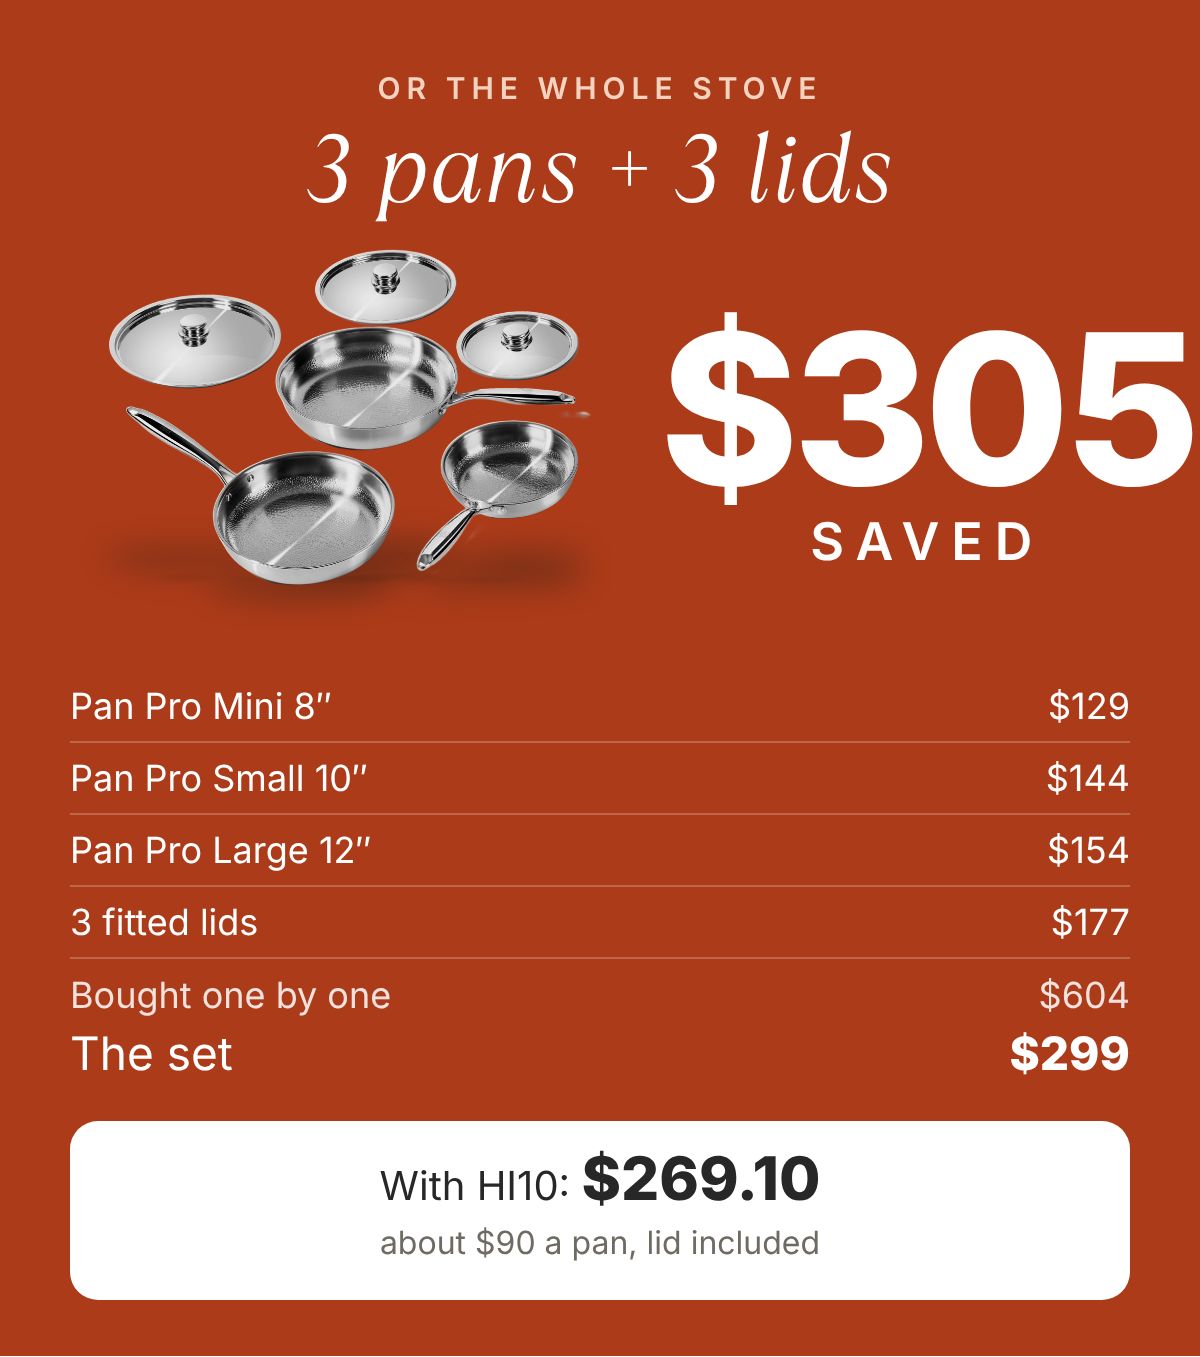 OR THE WHOLE STOVE
3 pans + 3 lids
$305
SAVED
Pan Pro Mini 8″ $129
Pan Pro Small 10″ $144
Pan Pro Large 12″ $154
3 fitted lids $177
Bought one by one $604
The set $299
With HI10: $269.10
about $90 a pan, lid included